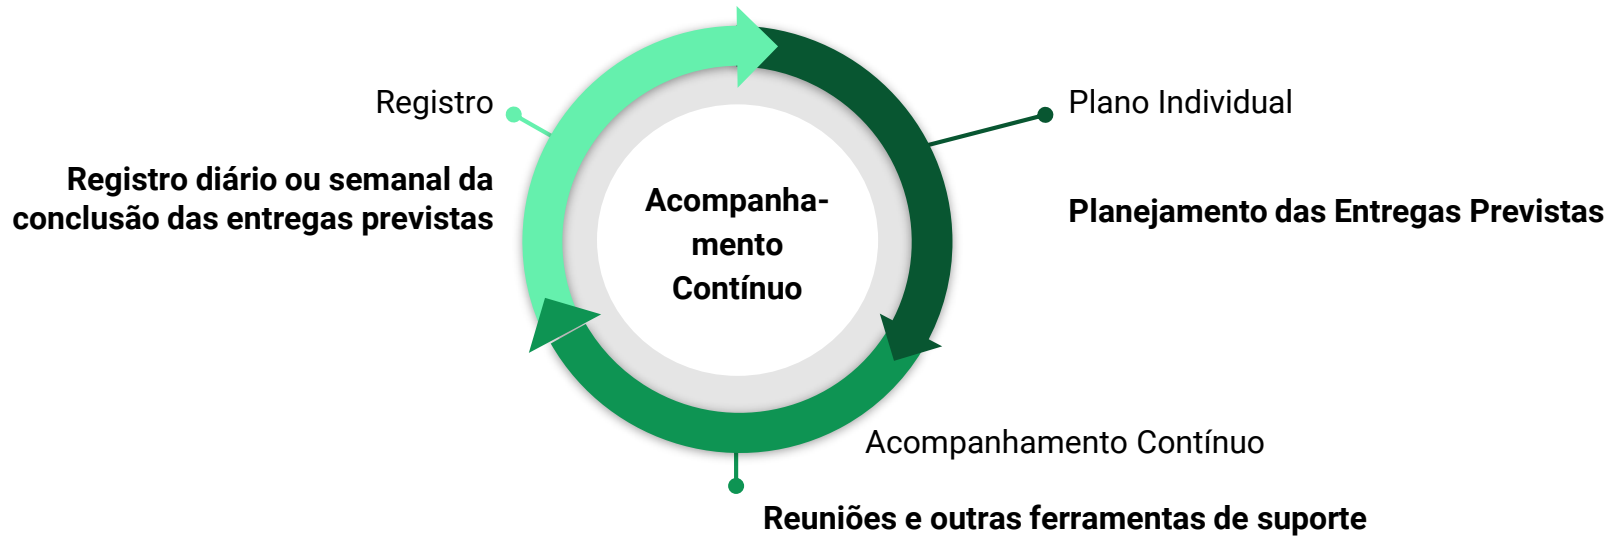 Registro
Registro diário ou semanal da
conclusão das entregas previstas
Acompanha-
mento
Contínuo
Plano Individual
Planejamento das Entregas Previstas
Acompanhamento Contínuo
Reuniões e outras ferramentas de suporte